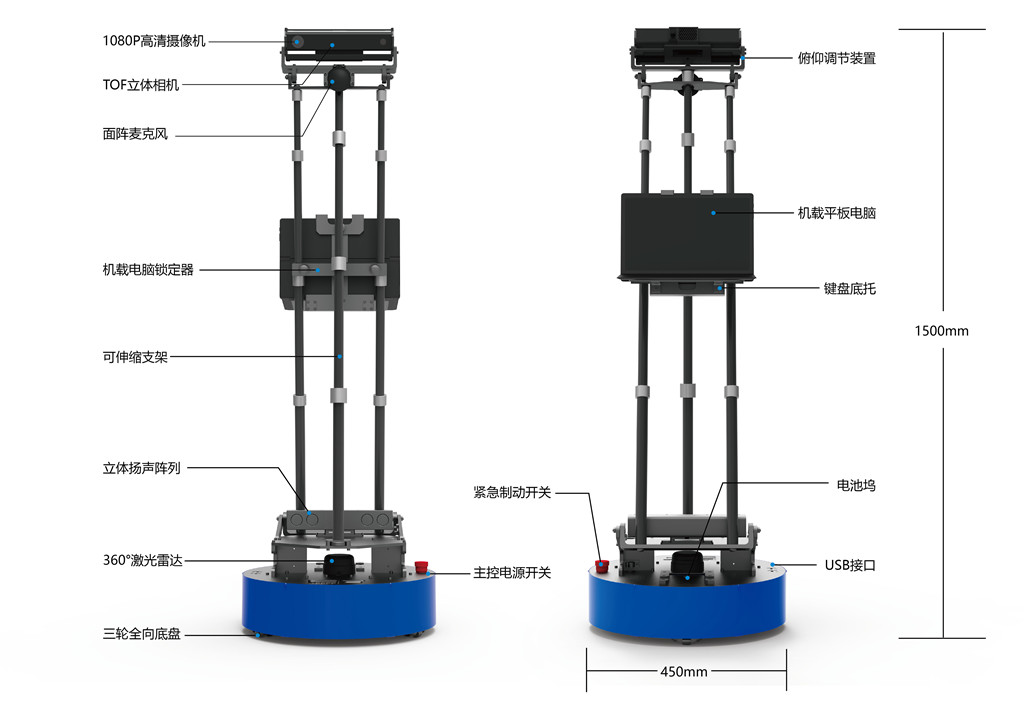 1080P高清摄像机
TOF立体相机
面阵麦克风
机载电脑锁定器
可伸缩支架
立体扬声阵列
360°激光雷达
三轮全向底盘
主控电源开关
俯仰调节装置
机载平板电脑
键盘底托
紧急制动开关
电池坞
USB接口
1500mm
450mm